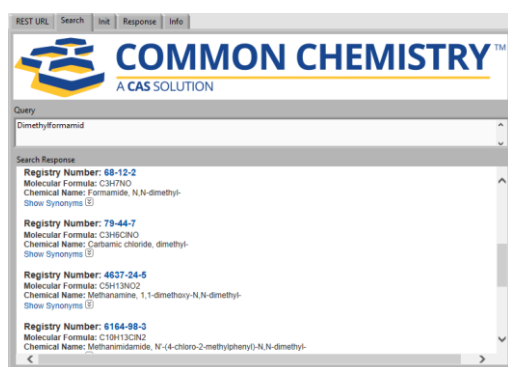 REST URL Search Init Response Info
COMMON CHEMISTRY™
A CAS SOLUTION
Query
Dimethylformamid
Search Response
Registry Number: 68-12-2
Molecular Formula: C3H7NO
Chemical Name: Formamide, N,N-dimethyl-
Show Synonyms
Registry Number: 79-44-7
Molecular Formula: C3H6ClNO
Chemical Name: Carbamic chloride, dimethyl-
Show Synonyms
Registry Number: 4637-24-5
Molecular Formula: C5H13NO2
Chemical Name: Methanamine, 1,1-dimethoxy-N,N-dimethyl-
Show Synonyms
Registry Number: 6164-98-3
Molecular Formula: C10H13ClN2
Chemical Name: Methanimidamide, N'-(4-chloro-2-methylphenyl)-N,N-dimethyl-